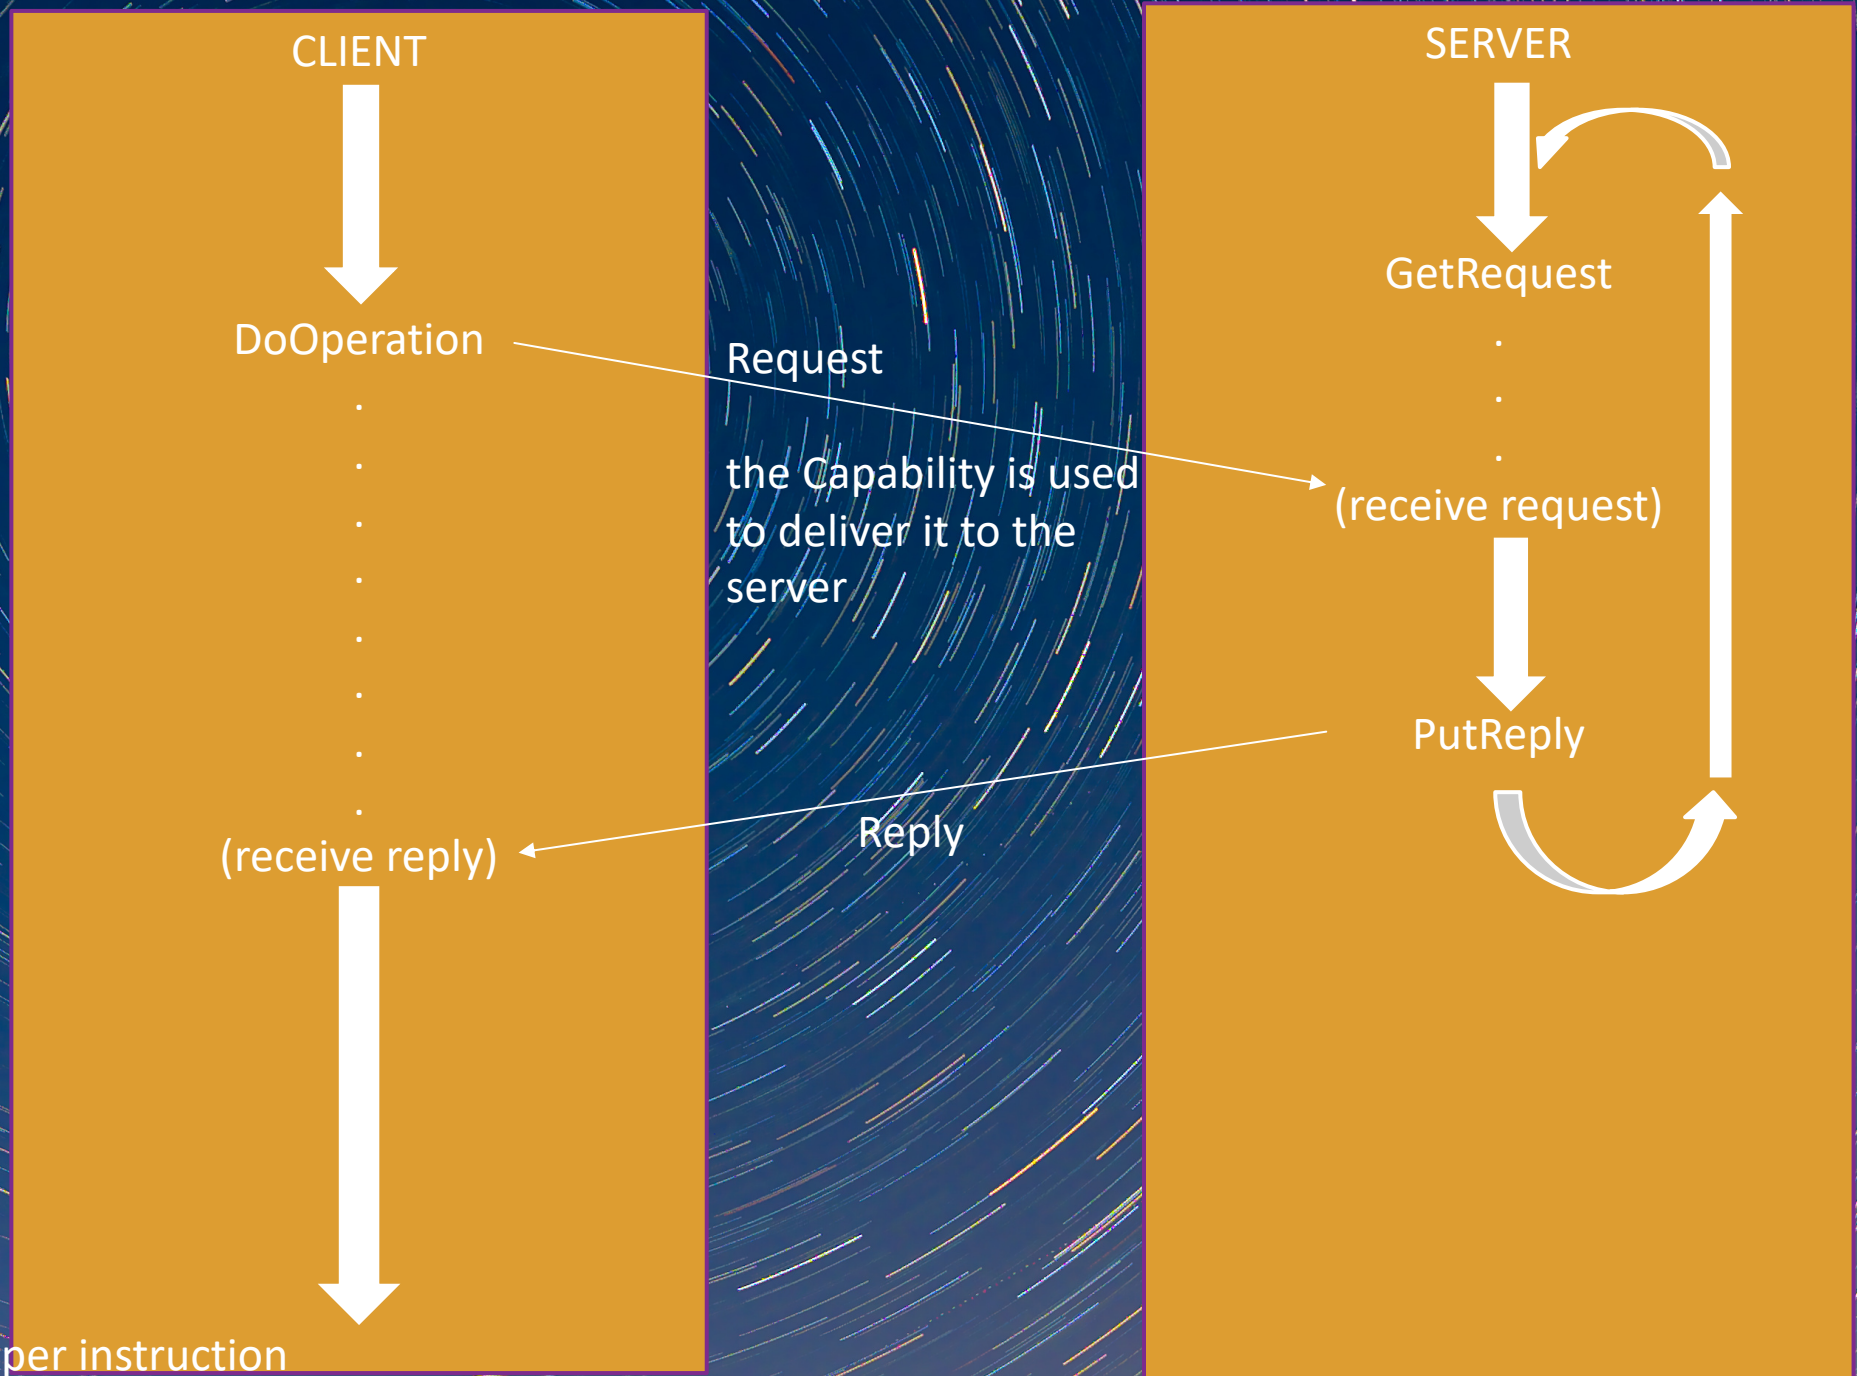 CLIENT
DoOperation
.
.
.
.
.
.
.
.
(receive reply)
per instruction
Request
the Capability is used
to deliver it to the
server
Reply
SERVER
GetRequest
.
.
.
(receive request)
PutReply